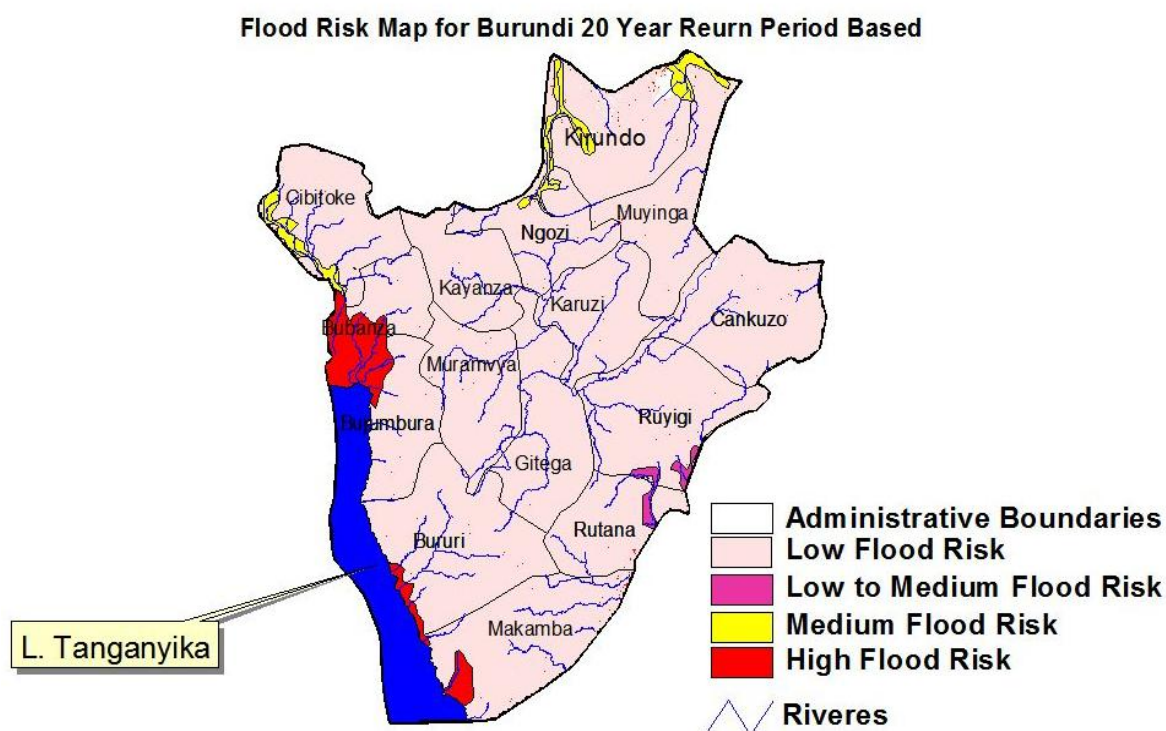 Flood Risk Map for Burundi 20 Year Reurn Period Based
Kirundo
Cibitoke
Muyinga
Ngozi
Kayanza
Karuzi
Cankuzo
Bubanza
Muramvya
Ruyigi
Bujumbura
Gitega
Rutana
Bururi
Makamba
L. Tanganyika
Administrative Boundaries
Low Flood Risk
Low to Medium Flood Risk
Medium Flood Risk
High Flood Risk
Riveres